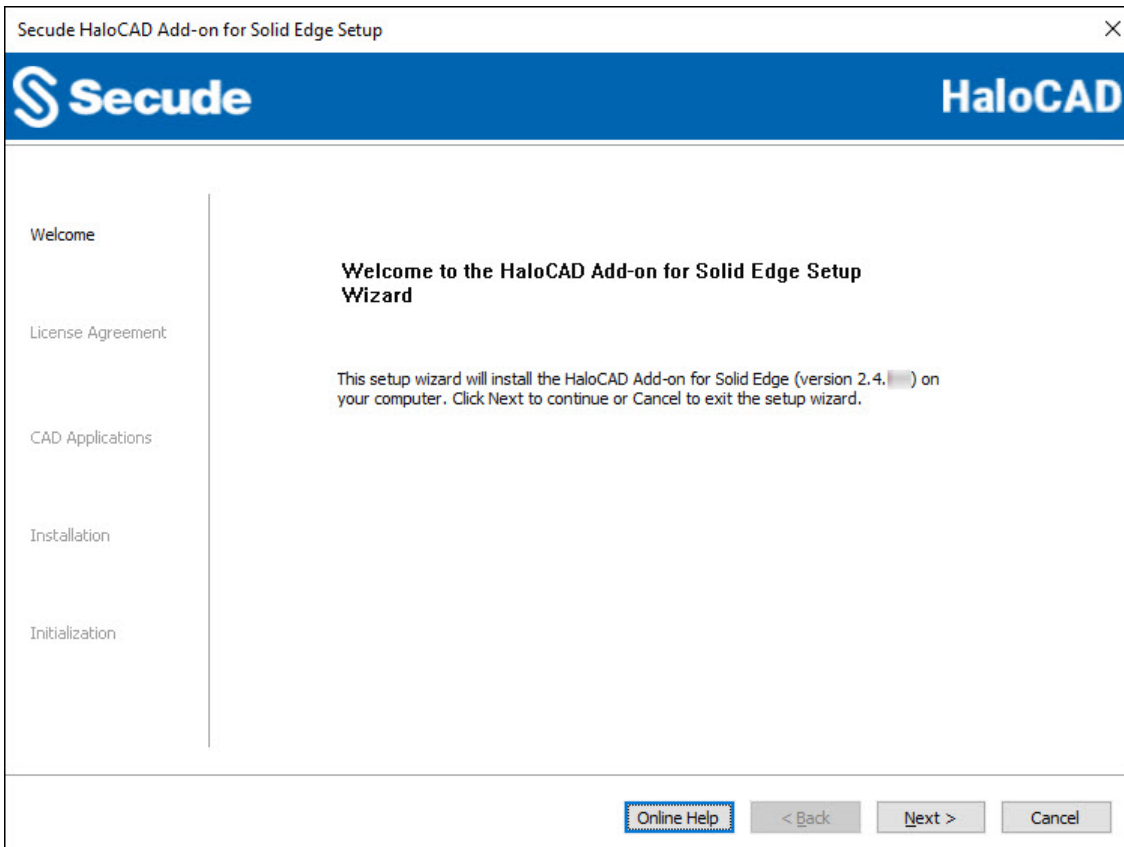 Secude HaloCAD Add-on for Solid Edge Setup
Secude
HaloCAD
Welcome
License Agreement
CAD Applications
Installation
Initialization
Welcome to the HaloCAD Add-on for Solid Edge Setup
Wizard
This setup wizard will install the HaloCAD Add-on for Solid Edge (version 2.4. ) on
your computer. Click Next to continue or Cancel to exit the setup wizard.
Online Help
< Back
Next >
Cancel